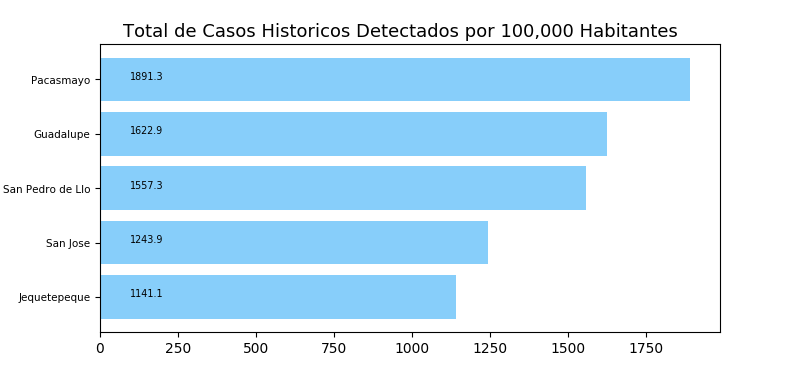 Total de Casos Historicos Detectados por 100,000 Habitantes
Pacasmayo 1891.3
Guadalupe 1622.9
San Pedro de Llo 1557.3
San Jose 1243.9
Jequetepeque 1141.1
0 250 500 750 1000 1250 1500 1750